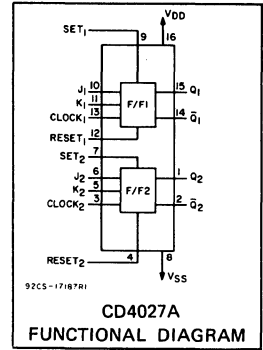 VDD
SET1
9
16
J1 10
K1 11
CLOCK1 13
F/F1
15 Q1
14 Q̅1
12
RESET1
SET2
7
J2 6
K2 5
CLOCK2 3
F/F2
1 Q2
2 Q̅2
4
8
RESET2
VSS
92CS-17187R1
CD4027A
FUNCTIONAL DIAGRAM